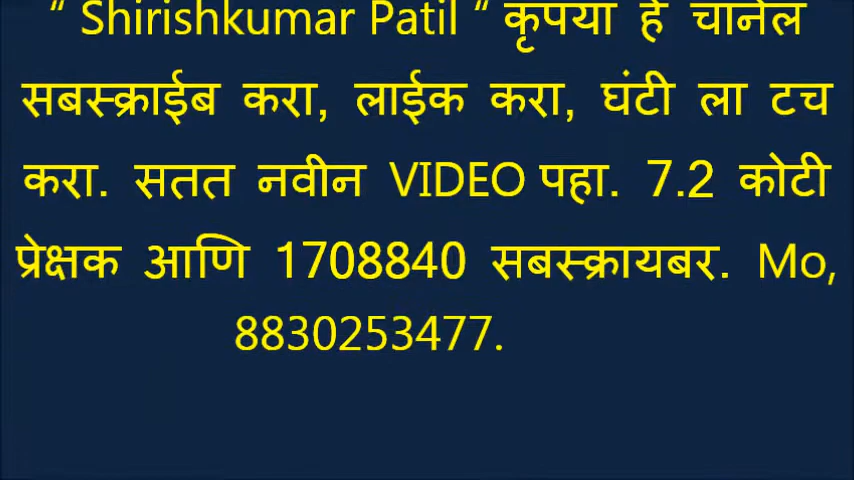 “ Shirishkumar Patil “ कृपया हे चानेल
सबस्क्राईब करा, लाईक करा, घंटी ला टच
करा. सतत नवीन VIDEO पहा. 7.2 कोटी
प्रेक्षक आणि 1708840 सबस्क्रायबर. Mo,
8830253477.